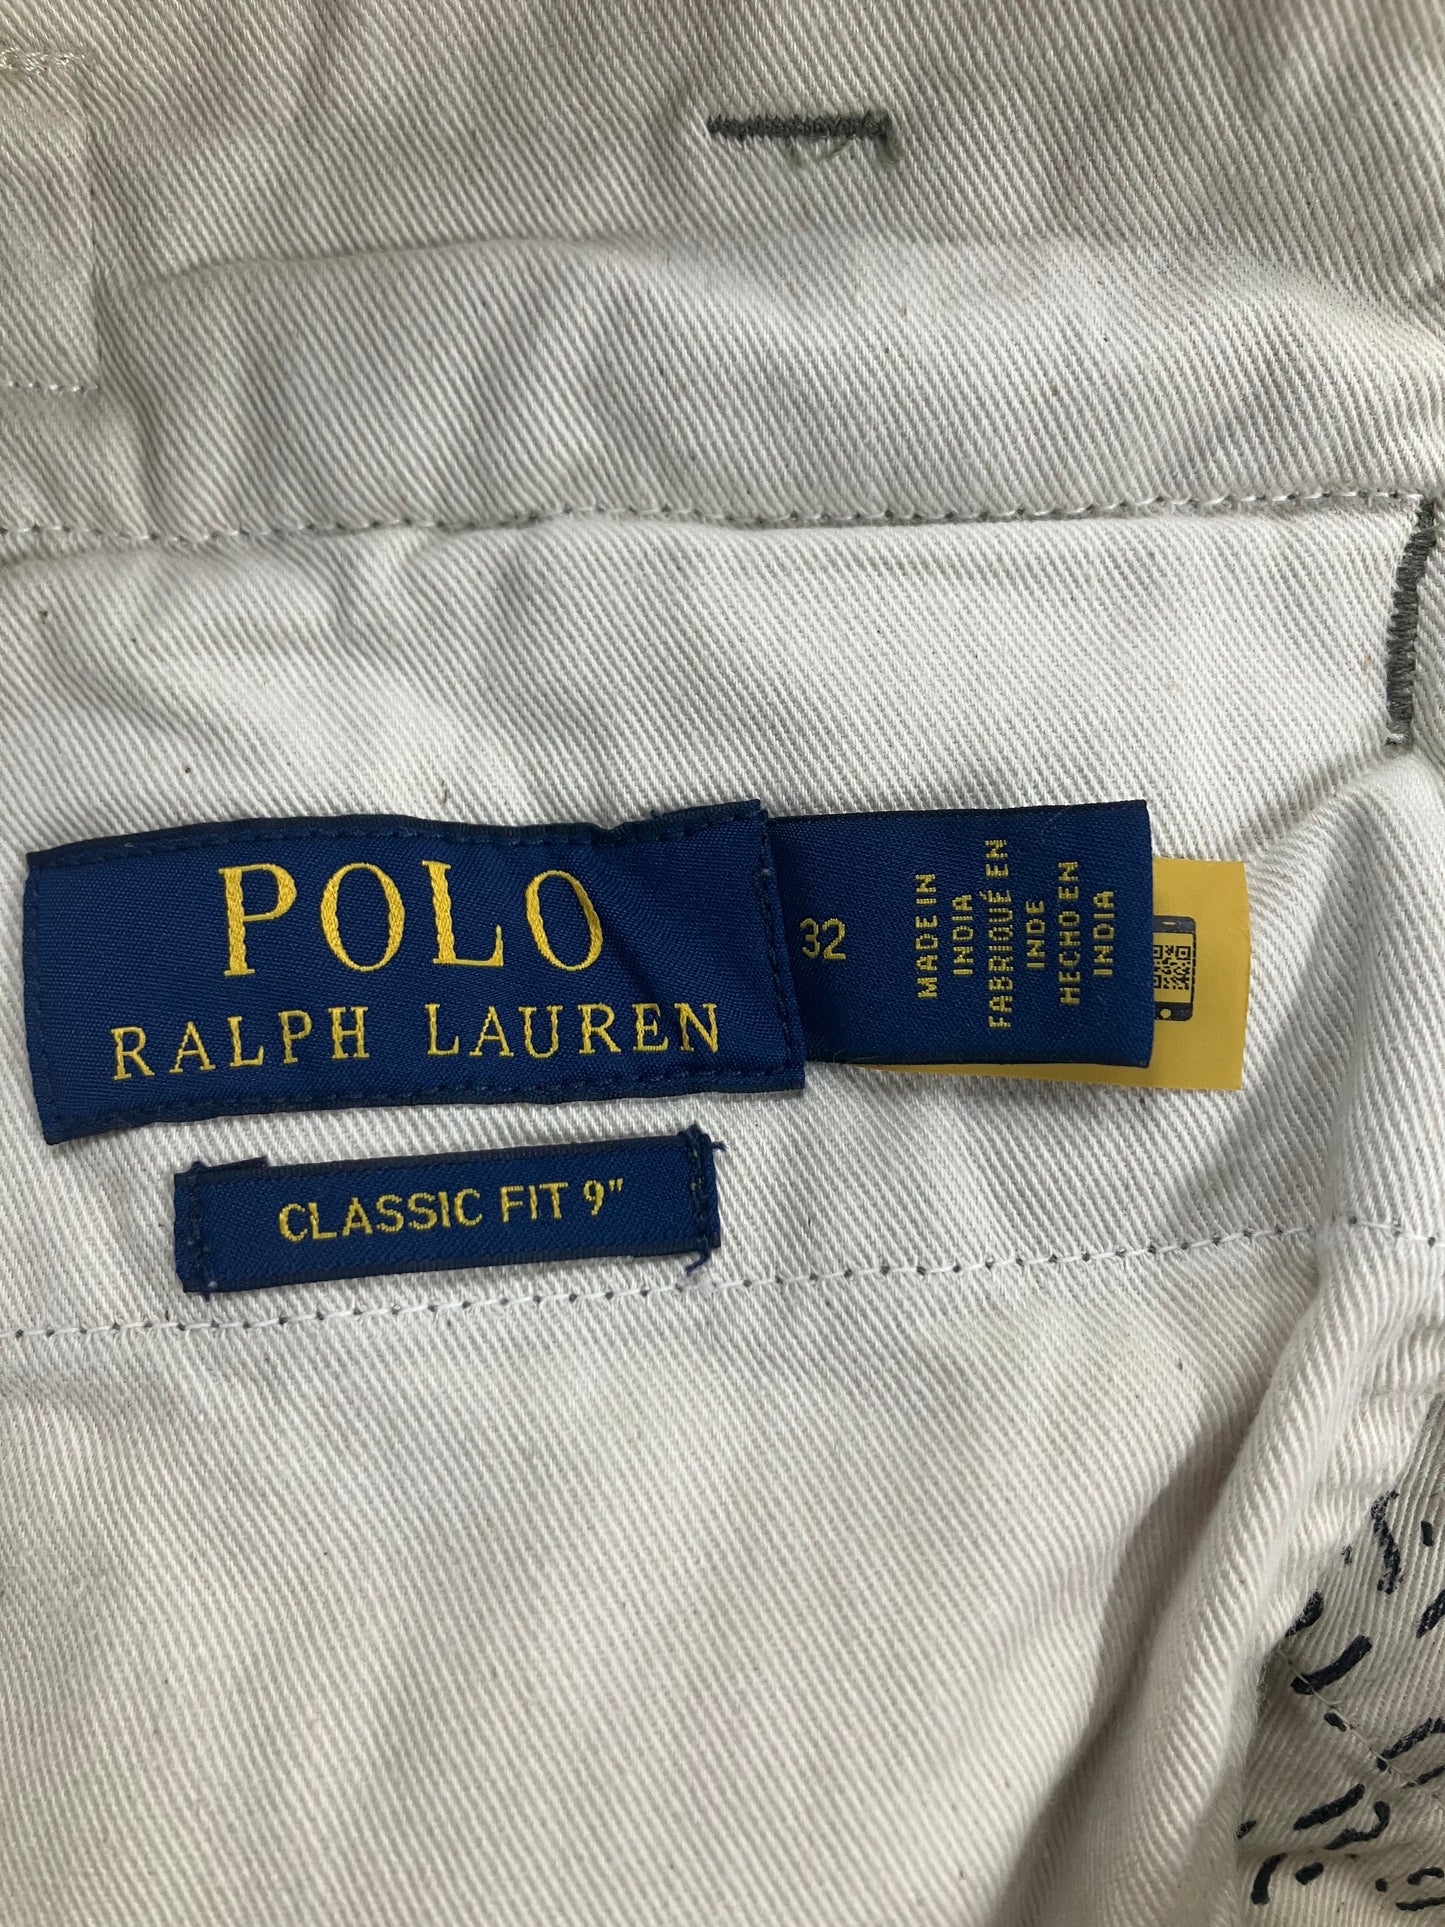 POLO
RALPH LAUREN
32
MADE IN
INDIA
FABRIQUÉ EN
INDE
HECHO EN
INDIA
CLASSIC FIT 9"